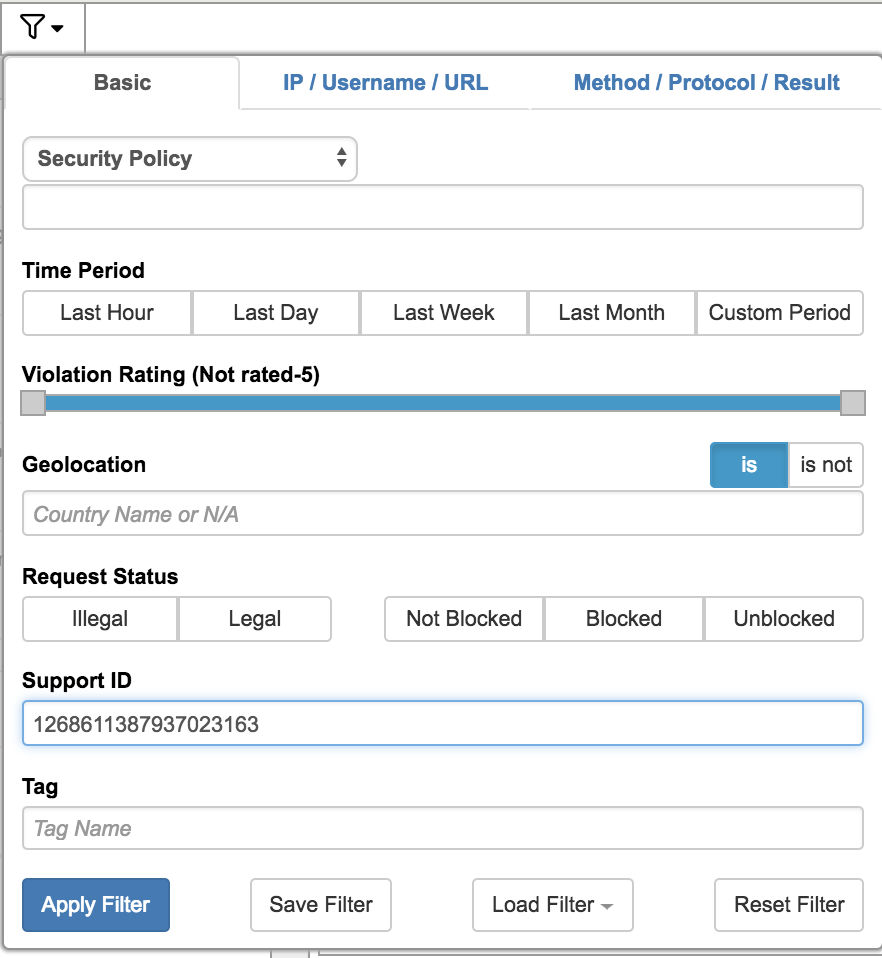 Basic IP / Username / URL Method / Protocol / Result
Security Policy
Time Period
Last Hour Last Day Last Week Last Month Custom Period
Violation Rating (Not rated-5)
Geolocation is is not
Country Name or N/A
Request Status
Illegal Legal Not Blocked Blocked Unblocked
Support ID
1268611387937023163
Tag
Tag Name
Apply Filter Save Filter Load Filter Reset Filter